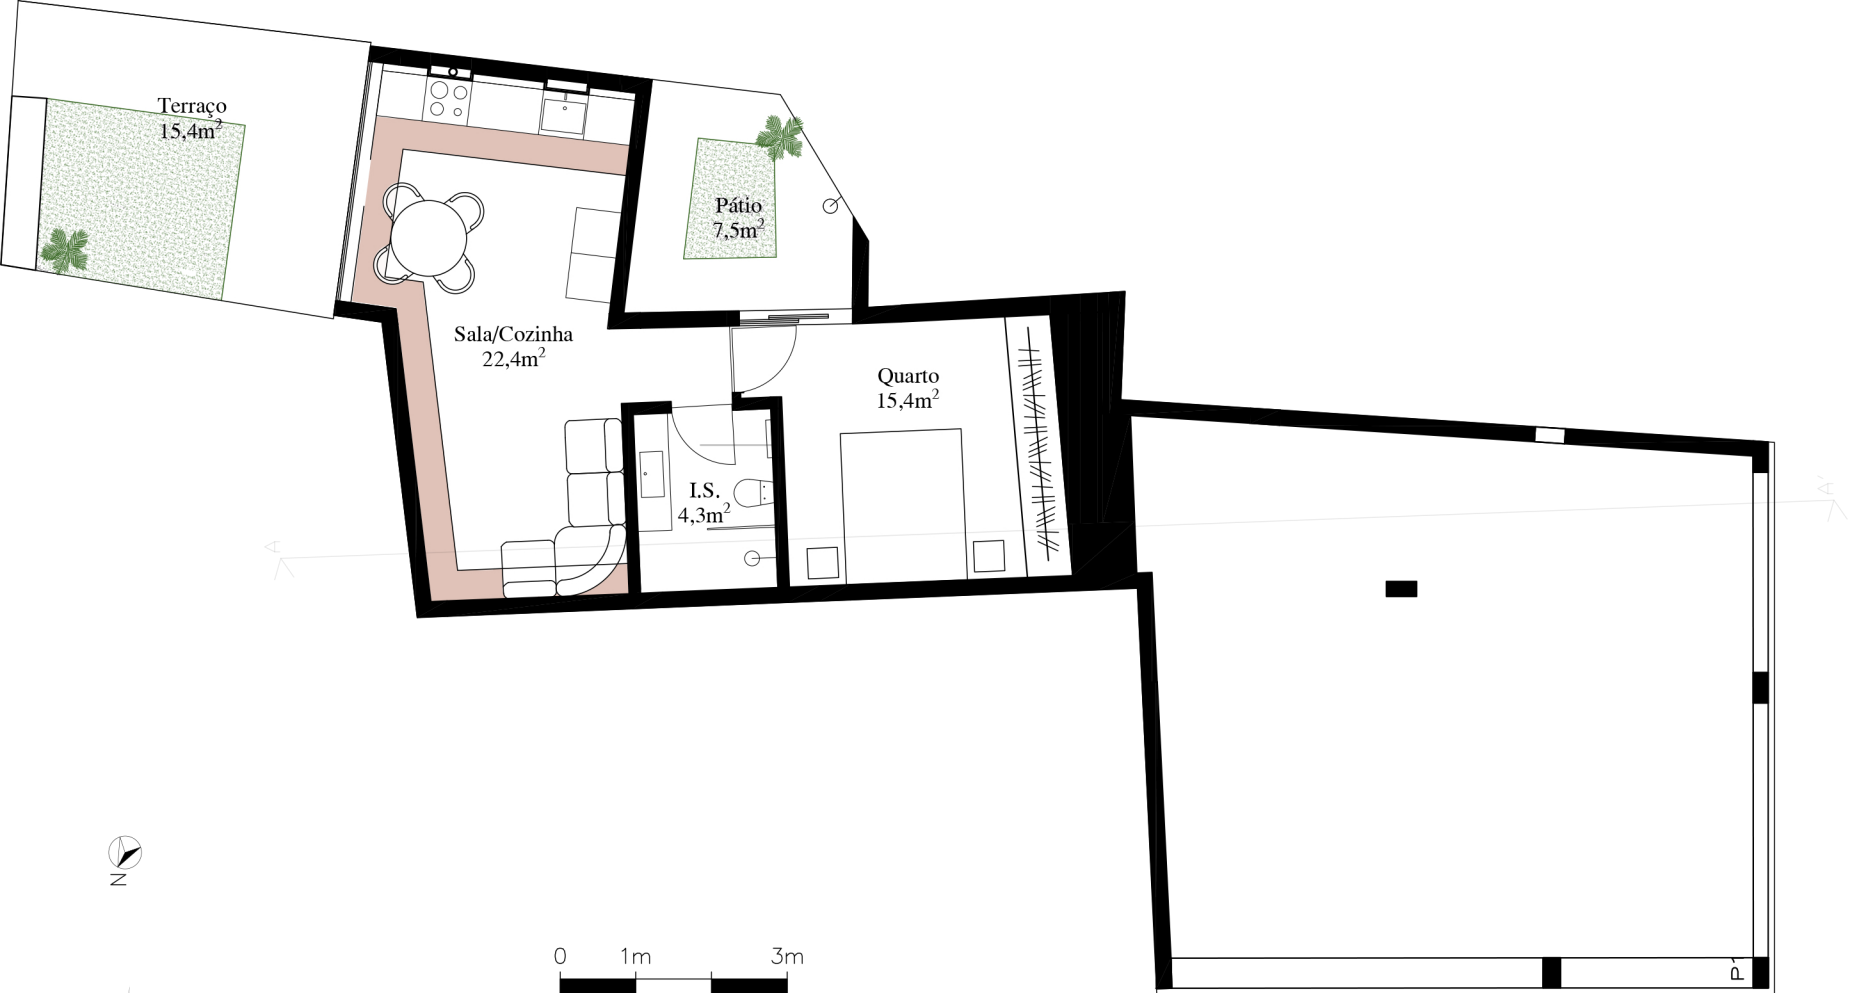 Terraço
15,4m²
Pátio
7,5m²
Sala/Cozinha
22,4m²
Quarto
15,4m²
I.S.
4,3m²
A
A'
N
0 1m 3m